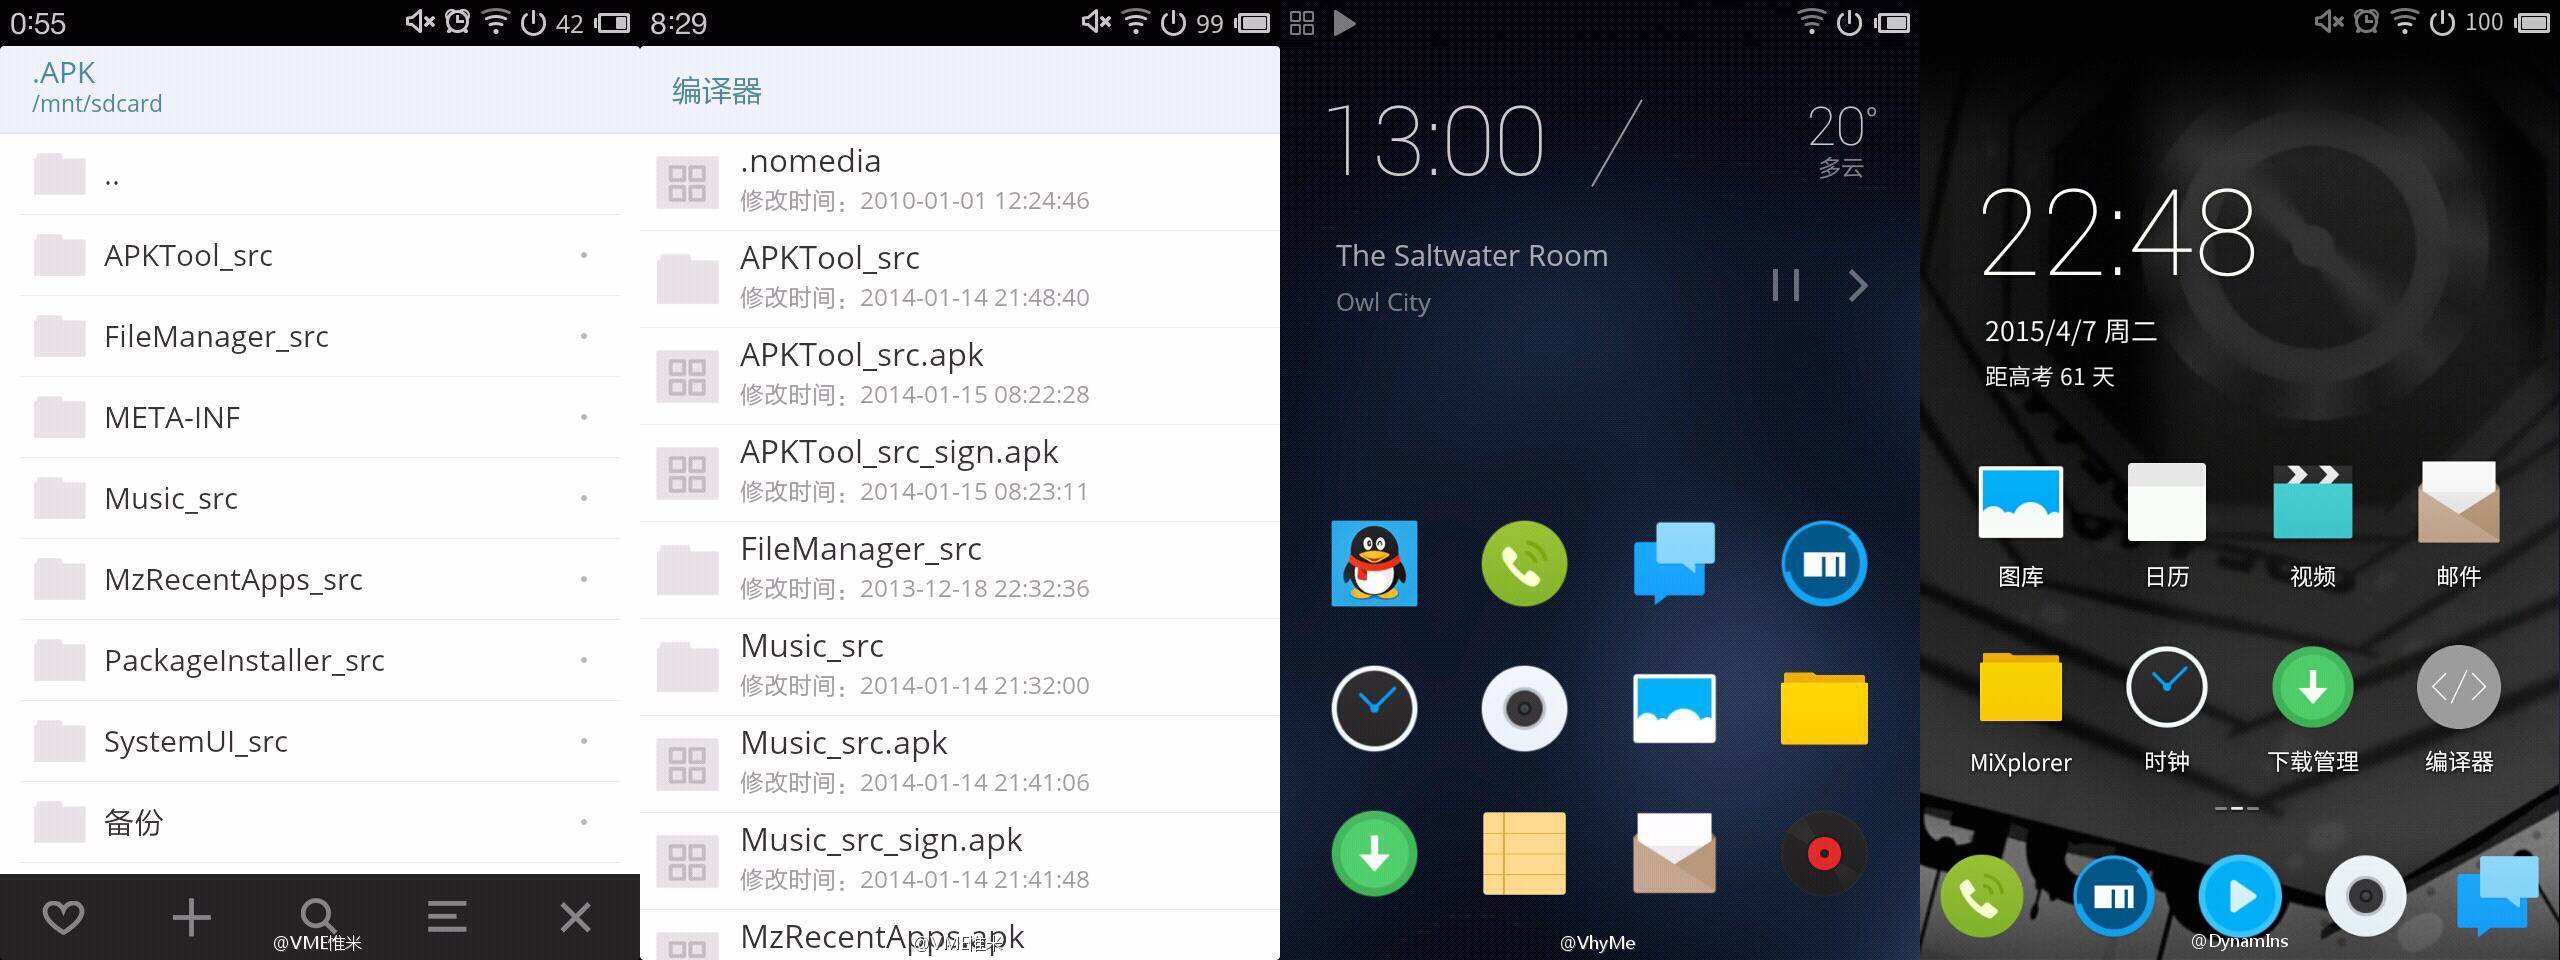 0:55
42
.APK
/mnt/sdcard
..
APKTool_src
FileManager_src
META-INF
Music_src
MzRecentApps_src
PackageInstaller_src
SystemUI_src
备份
@VME惟米
8:29
99
编译器
.nomedia
修改时间：2010-01-01 12:24:46
APKTool_src
修改时间：2014-01-14 21:48:40
APKTool_src.apk
修改时间：2014-01-15 08:22:28
APKTool_src_sign.apk
修改时间：2014-01-15 08:23:11
FileManager_src
修改时间：2013-12-18 22:32:36
Music_src
修改时间：2014-01-14 21:32:00
Music_src.apk
修改时间：2014-01-14 21:41:06
Music_src_sign.apk
修改时间：2014-01-14 21:41:48
MzRecentApps.apk
@VME惟米
13:00
20°
多云
The Saltwater Room
Owl City
@VhyMe
100
22:48
2015/4/7 周二
距高考 61 天
图库
日历
视频
邮件
MiXplorer
时钟
下载管理
编译器
@DynamIns